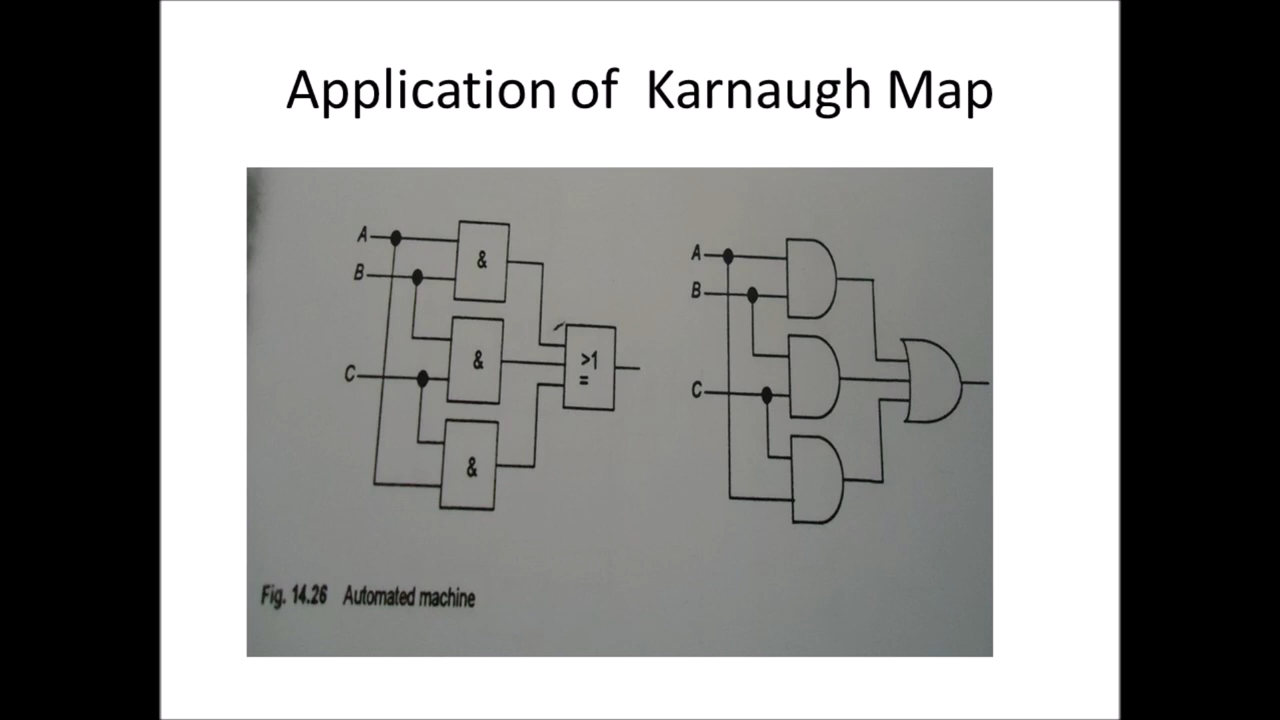 Application of Karnaugh Map
A
B
C
&
&
&
>1
=
A
B
C
Fig. 14.26 Automated machine